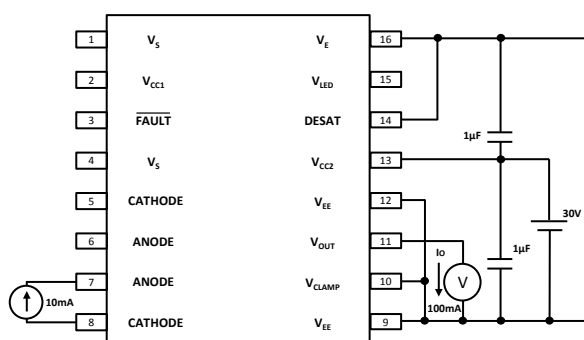 1 V_S V_E 16
2 V_CC1 V_LED 15
3 FAULT DESAT 14
4 V_S V_CC2 13
5 CATHODE V_EE 12
6 ANODE V_OUT 11
7 ANODE V_CLAMP 10
8 CATHODE V_EE 9
10mA
1µF
1µF
30V
IO
V
100mA